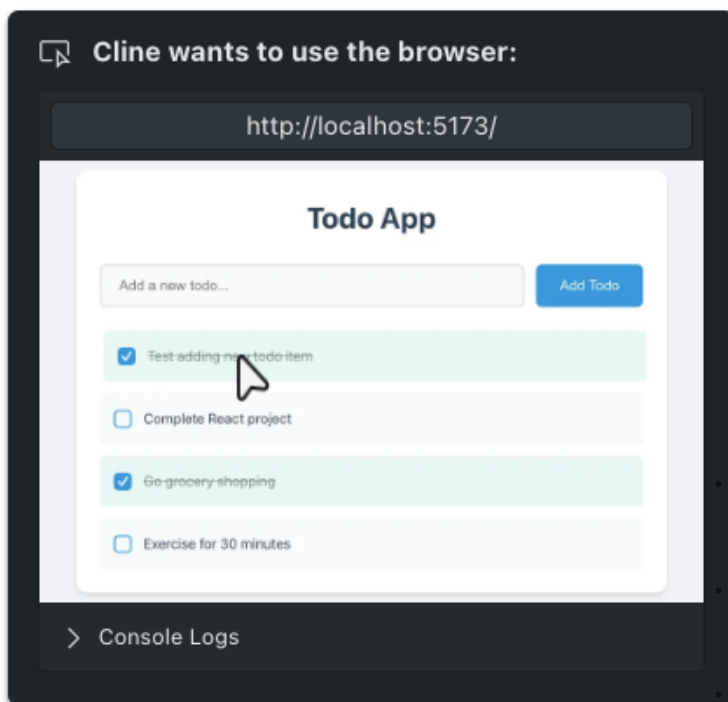 Cline wants to use the browser:
http://localhost:5173/
Todo App
Add a new todo...
Add Todo
Test adding new todo item
Complete React project
Go grocery shopping
Exercise for 30 minutes
Console Logs